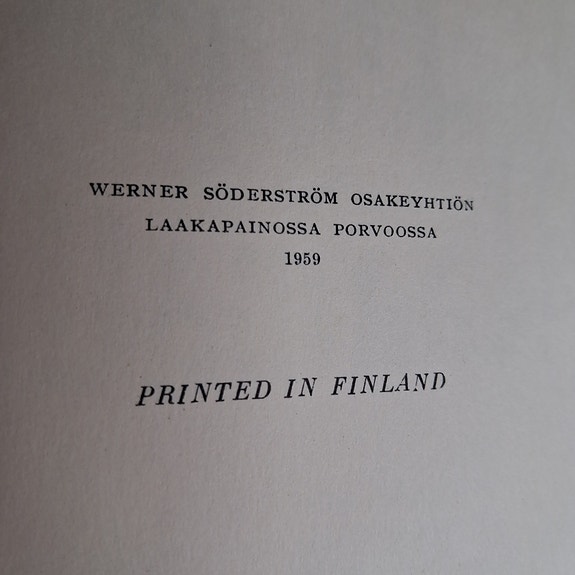 WERNER SÖDERSTRÖM OSAKEYHTIÖN
LAAKAPAINOSSA PORVOOSSA
1959
PRINTED IN FINLAND